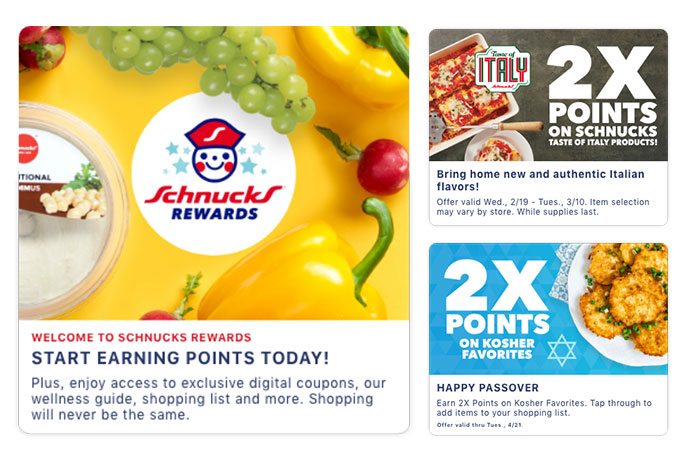 Schnucks
ITIONAL
MMUS
Schnucks
REWARDS
WELCOME TO SCHNUCKS REWARDS
START EARNING POINTS TODAY!
Plus, enjoy access to exclusive digital coupons, our
wellness guide, shopping list and more. Shopping
will never be the same.
Taste of
ITALY
Schnucks
2X
POINTS
ON SCHNUCKS
TASTE OF ITALY PRODUCTS!
Bring home new and authentic Italian
flavors!
Offer valid Wed., 2/19 - Tues., 3/10. Item selection
may vary by store. While supplies last.
2X
POINTS
ON KOSHER
FAVORITES
HAPPY PASSOVER
Earn 2X Points on Kosher Favorites. Tap through to
add items to your shopping list.
Offer valid thru Tues., 4/21.